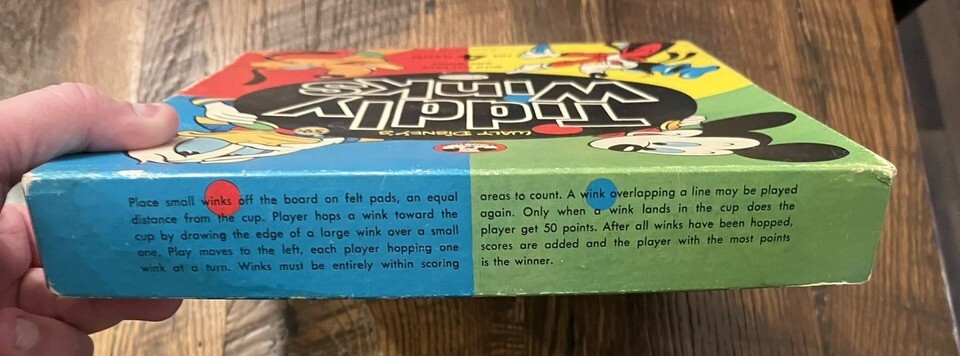 WALT DISNEY'S
Tiddly
Winks
Place small winks off the board on felt pads, an equal
distance from the cup. Player hops a wink toward the
cup by drawing the edge of a large wink over a small
one. Play moves to the left, each player hopping one
wink at a turn. Winks must be entirely within scoring
areas to count. A wink overlapping a line may be played
again. Only when a wink lands in the cup does the
player get 50 points. After all winks have been hopped,
scores are added and the player with the most points
is the winner.